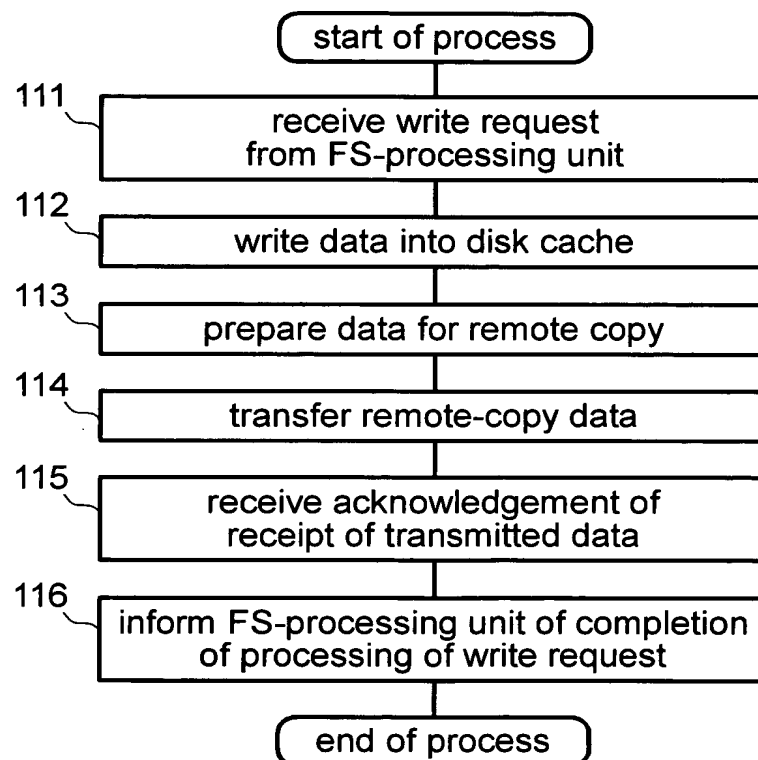 start of process
111
receive write request
from FS-processing unit
112
write data into disk cache
113
prepare data for remote copy
114
transfer remote-copy data
115
receive acknowledgement of
receipt of transmitted data
116
inform FS-processing unit of completion
of processing of write request
end of process